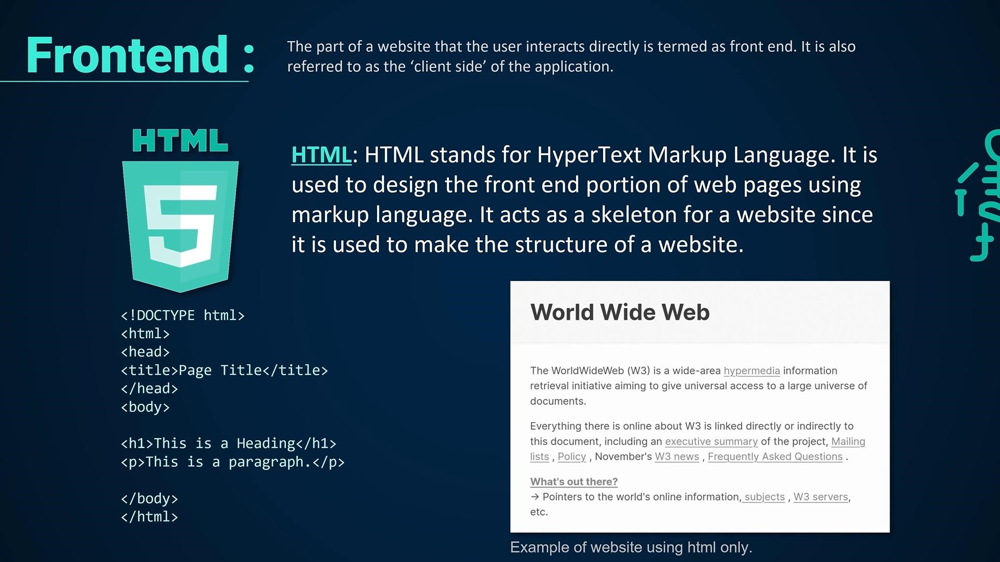 Frontend :
The part of a website that the user interacts directly is termed as front end. It is also
referred to as the ‘client side’ of the application.
HTML
5
HTML: HTML stands for HyperText Markup Language. It is
used to design the front end portion of web pages using
markup language. It acts as a skeleton for a website since
it is used to make the structure of a website.
<!DOCTYPE html>
<html>
<head>
<title>Page Title</title>
</head>
<body>
<h1>This is a Heading</h1>
<p>This is a paragraph.</p>
</body>
</html>
World Wide Web
The WorldWideWeb (W3) is a wide-area hypermedia information
retrieval initiative aiming to give universal access to a large universe of
documents.
Everything there is online about W3 is linked directly or indirectly to
this document, including an executive summary of the project, Mailing
lists , Policy , November's W3 news , Frequently Asked Questions .
What's out there?
→ Pointers to the world's online information, subjects , W3 servers,
etc.
Example of website using html only.